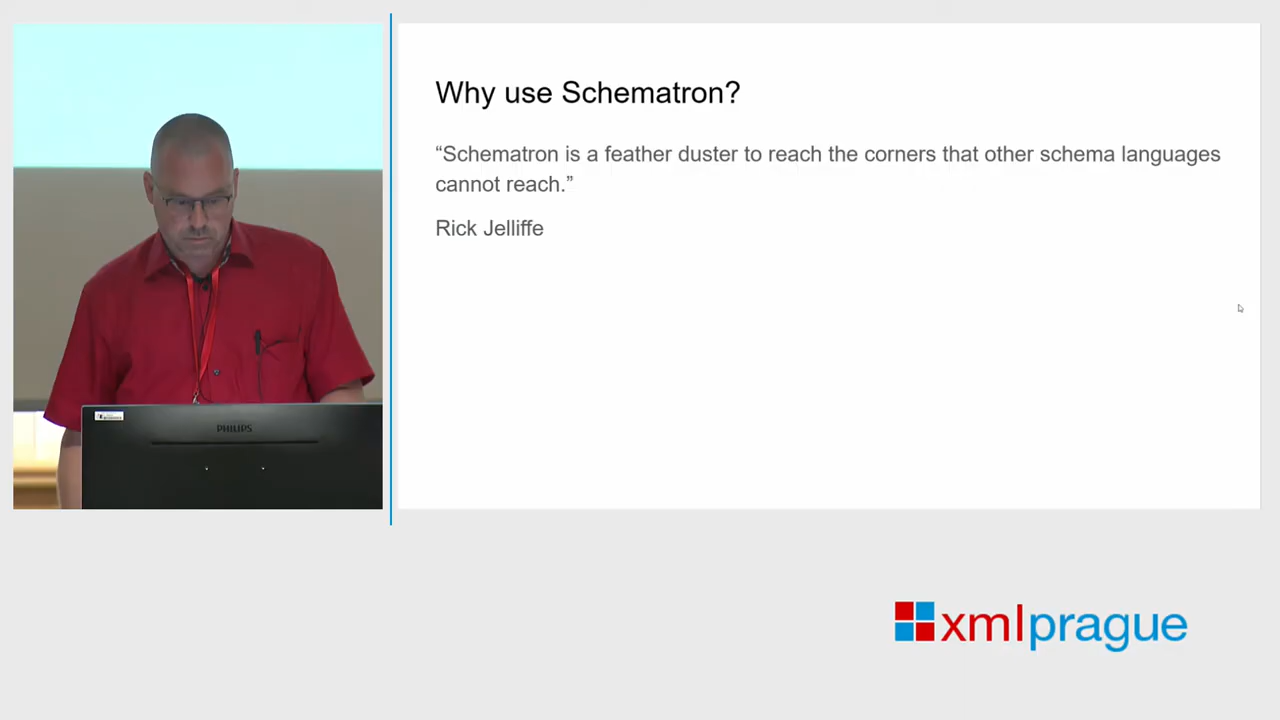 Why use Schematron?
“Schematron is a feather duster to reach the corners that other schema languages
cannot reach.”
Rick Jelliffe
PHILIPS
xmlprague